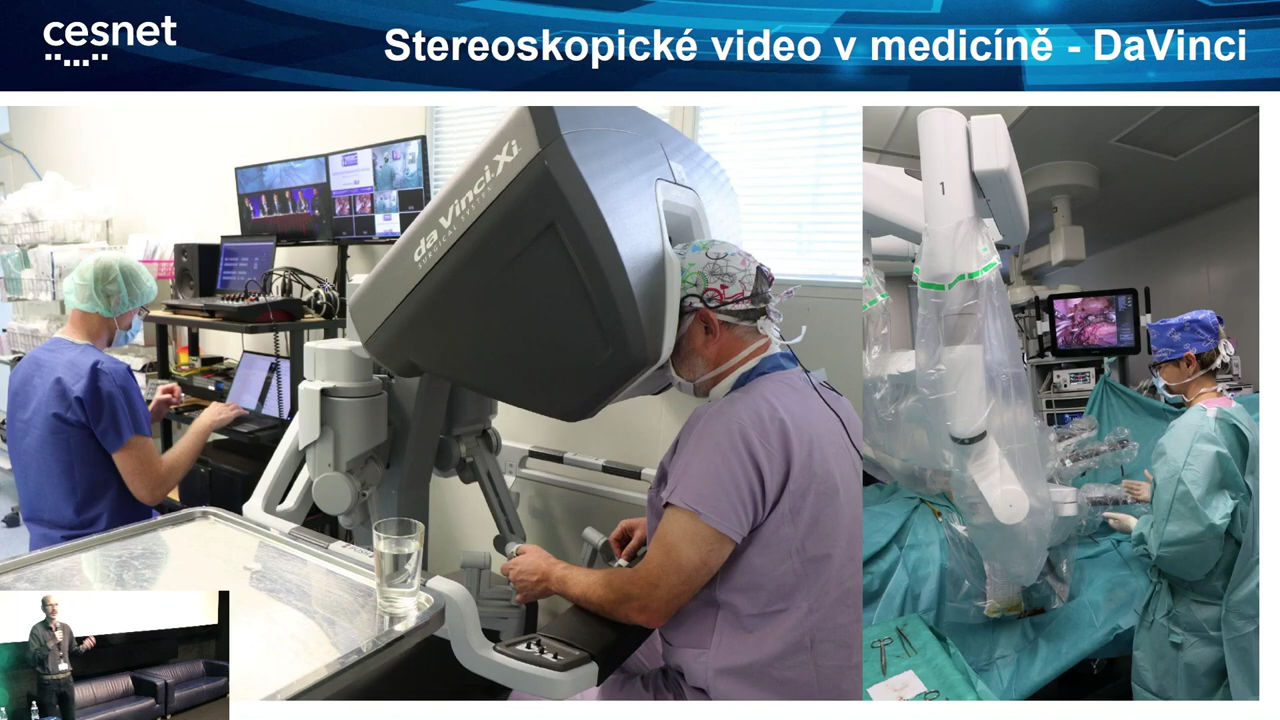 cesnet
Stereoskopické video v medicíně - DaVinci
da Vinci Xi
SURGICAL SYSTEM
1